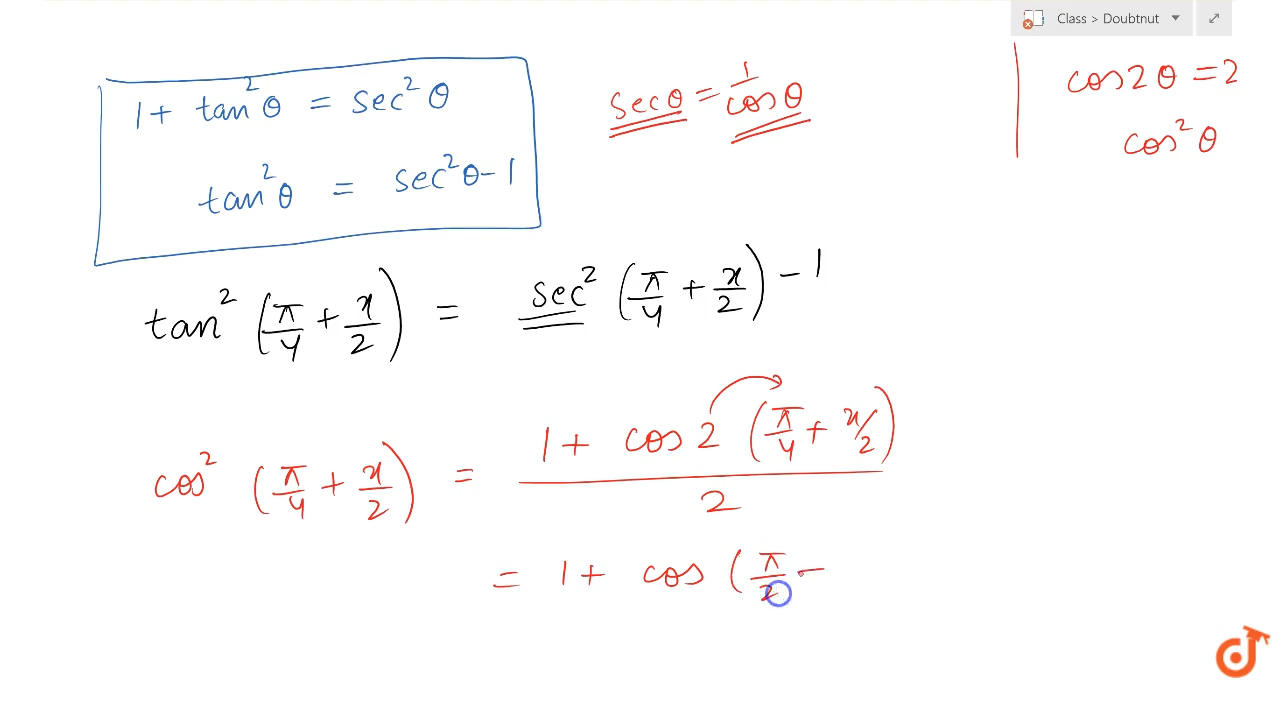 Class > Doubtnut
1 + tan²θ = sec²θ
tan²θ = sec²θ - 1
secθ = 1/cosθ
cos2θ = 2
cos²θ
tan² (π/4 + x/2) = sec² (π/4 + x/2) - 1
cos² (π/4 + x/2) = (1 + cos 2 (π/4 + x/2))/2
= 1 + cos (π/2 -